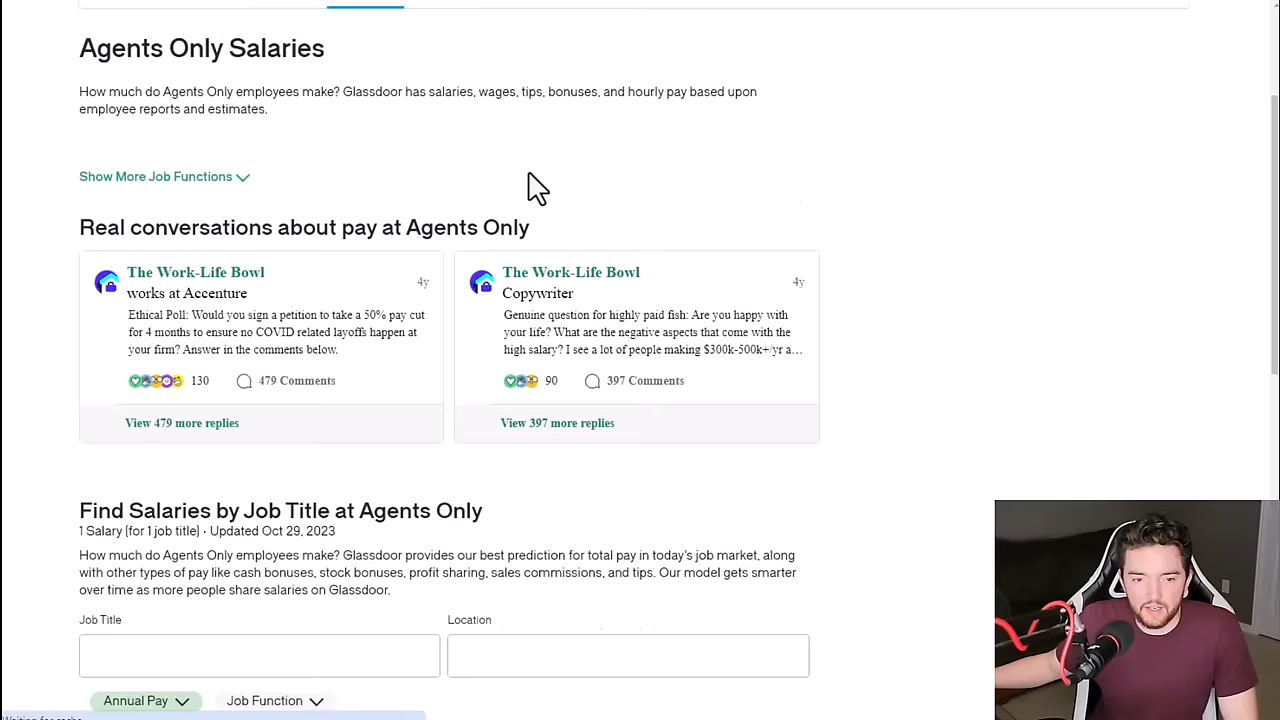 Agents Only Salaries
How much do Agents Only employees make? Glassdoor has salaries, wages, tips, bonuses, and hourly pay based upon
employee reports and estimates.
Show More Job Functions
Real conversations about pay at Agents Only
The Work-Life Bowl
4y
works at Accenture
Ethical Poll: Would you sign a petition to take a 50% pay cut
for 4 months to ensure no COVID related layoffs happen at
your firm? Answer in the comments below.
130
479 Comments
View 479 more replies
The Work-Life Bowl
4y
Copywriter
Genuine question for highly paid fish: Are you happy with
your life? What are the negative aspects that come with the
high salary? I see a lot of people making $300k-500k+/yr a...
90
397 Comments
View 397 more replies
Find Salaries by Job Title at Agents Only
1 Salary (for 1 job title) · Updated Oct 29, 2023
How much do Agents Only employees make? Glassdoor provides our best prediction for total pay in today's job market, along
with other types of pay like cash bonuses, stock bonuses, profit sharing, sales commissions, and tips. Our model gets smarter
over time as more people share salaries on Glassdoor.
Job Title
Location
Annual Pay
Job Function